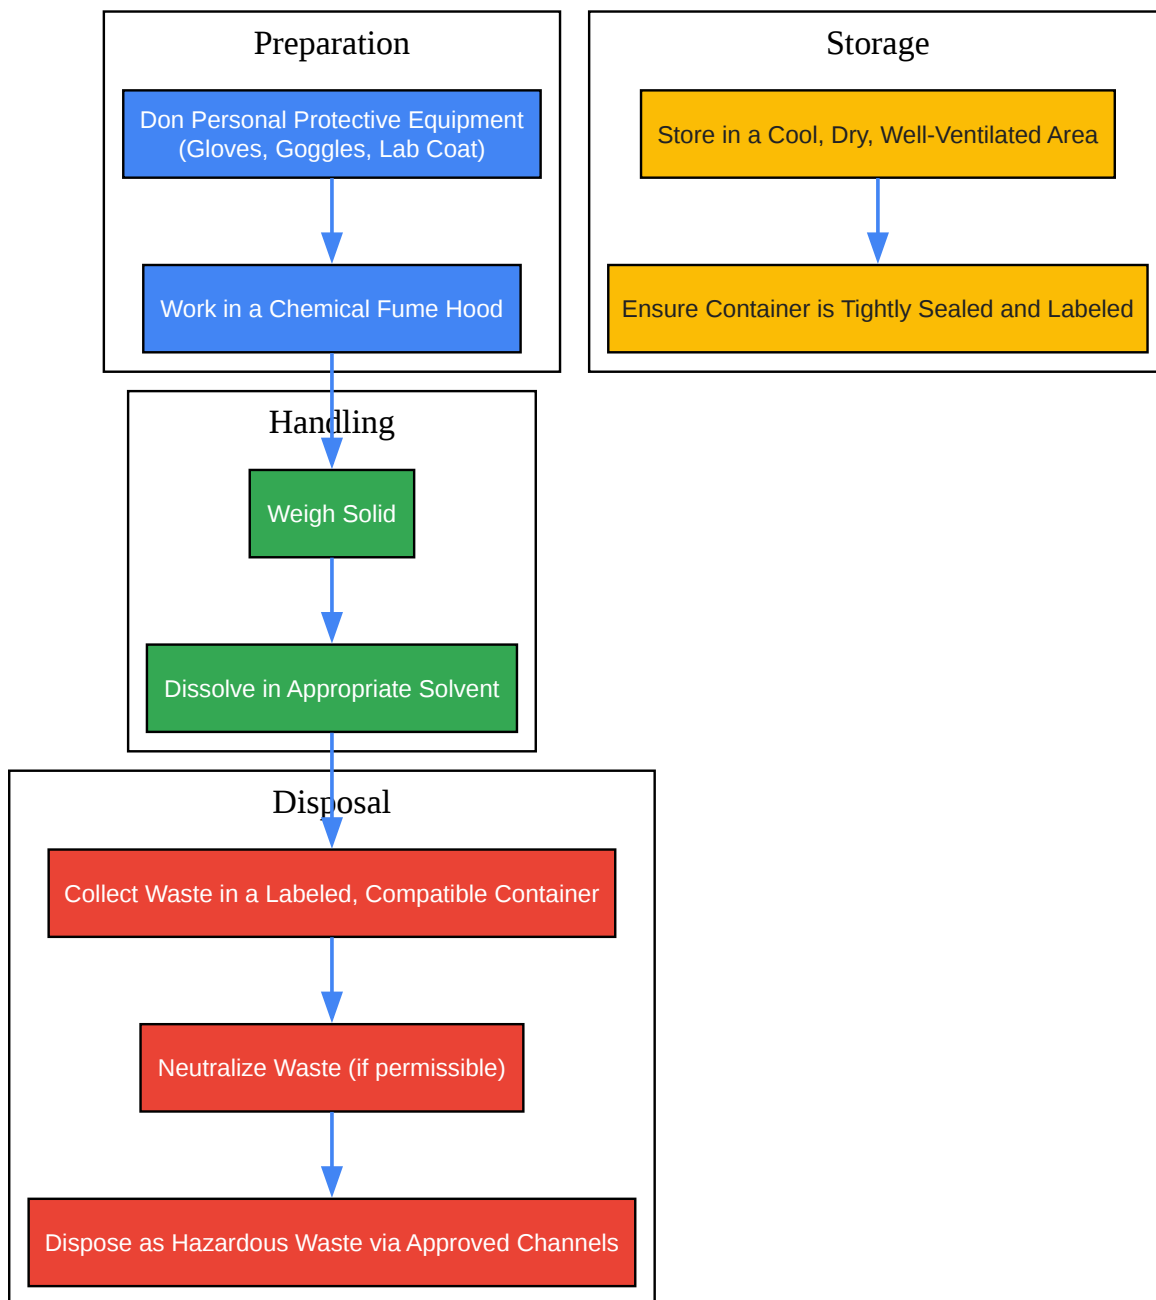 Preparation
Don Personal Protective Equipment
(Gloves, Goggles, Lab Coat)
Work in a Chemical Fume Hood
Storage
Store in a Cool, Dry, Well-Ventilated Area
Ensure Container is Tightly Sealed and Labeled
Handling
Weigh Solid
Dissolve in Appropriate Solvent
Disposal
Collect Waste in a Labeled, Compatible Container
Neutralize Waste (if permissible)
Dispose as Hazardous Waste via Approved Channels